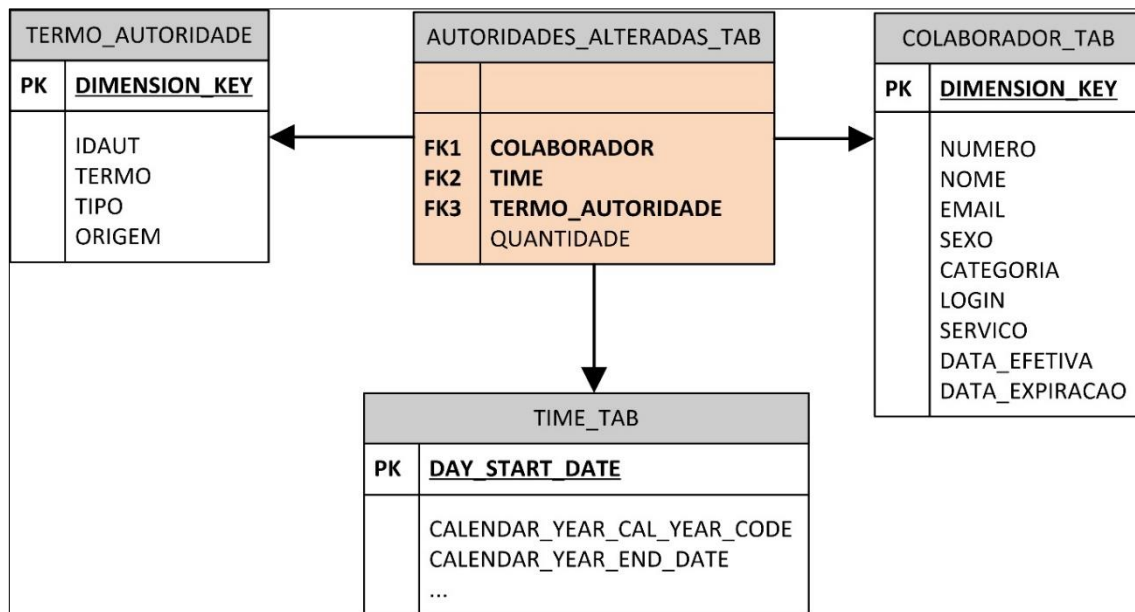 TERMO_AUTORIDADE
PK DIMENSION_KEY
IDAUT
TERMO
TIPO
ORIGEM
AUTORIDADES_ALTERADAS_TAB
FK1 COLABORADOR
FK2 TIME
FK3 TERMO_AUTORIDADE
QUANTIDADE
COLABORADOR_TAB
PK DIMENSION_KEY
NUMERO
NOME
EMAIL
SEXO
CATEGORIA
LOGIN
SERVICO
DATA_EFETIVA
DATA_EXPIRACAO
TIME_TAB
PK DAY_START_DATE
CALENDAR_YEAR_CAL_YEAR_CODE
CALENDAR_YEAR_END_DATE
...